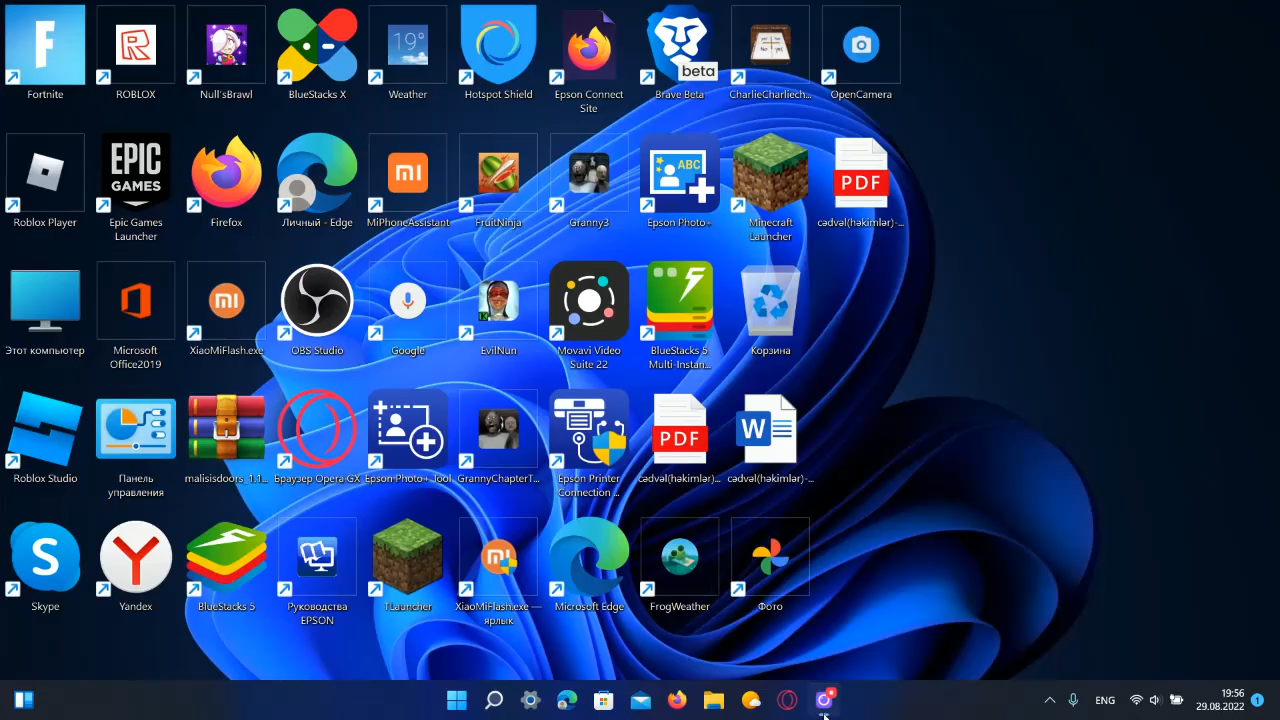 Fortnite
ROBLOX
Null'sBrawl
BlueStacks X
19°
Weather
Hotspot Shield
Epson Connect
Site
beta
Brave Beta
CharlieCharliech...
OpenCamera
Roblox Player
EPIC
GAMES
Epic Games
Launcher
Firefox
Личный - Edge
MiPhoneAssistant
FruitNinja
Granny3
ABC
Epson Photo+
Minecraft
Launcher
PDF
cədvəl(həkimlər)-...
Этот компьютер
Microsoft
Office2019
XiaoMiFlash.exe
OBS Studio
Google
EvilNun
Movavi Video
Suite 22
BlueStacks 5
Multi-Instan...
Корзина
Roblox Studio
Панель
управления
malisisdoors_1.1...
Браузер Opera GX
Epson Photo+ Tool
GrannyChapterT...
Epson Printer
Connection ...
PDF
cədvəl(həkimlər)...
W
cədvəl(həkimlər)-...
S
Skype
Y
Yandex
BlueStacks 5
Руководства
EPSON
TLauncher
XiaoMiFlash.exe —
ярлык
Microsoft Edge
FrogWeather
Фото
ENG
19:56
29.08.2022
1